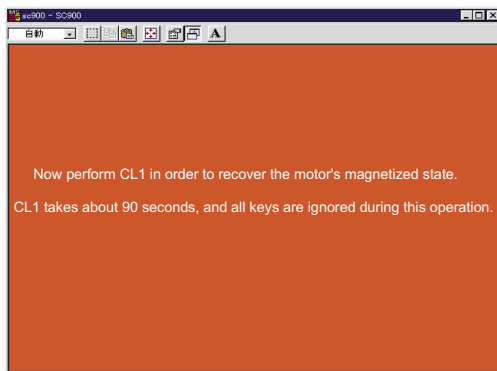 sc900 - SC900
自動
A
Now perform CL1 in order to recover the motor's magnetized state.
CL1 takes about 90 seconds, and all keys are ignored during this operation.